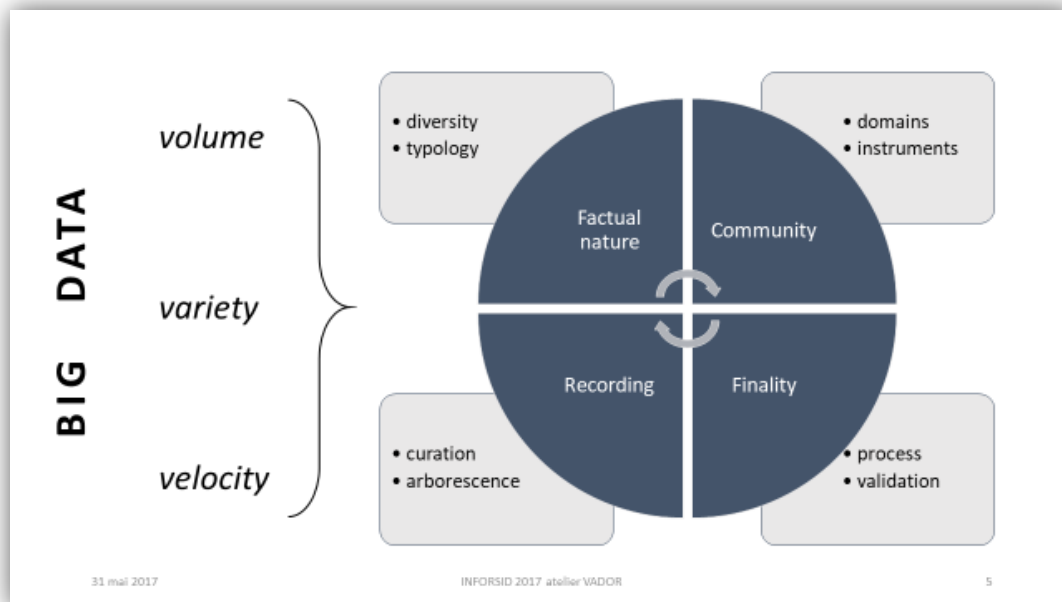 BIG DATA
volume
variety
velocity
• diversity
• typology
• domains
• instruments
Factual
nature
Community
Recording
Finality
• curation
• arborescence
• process
• validation
31 mai 2017
INFORSID 2017 atelier VADOR
5